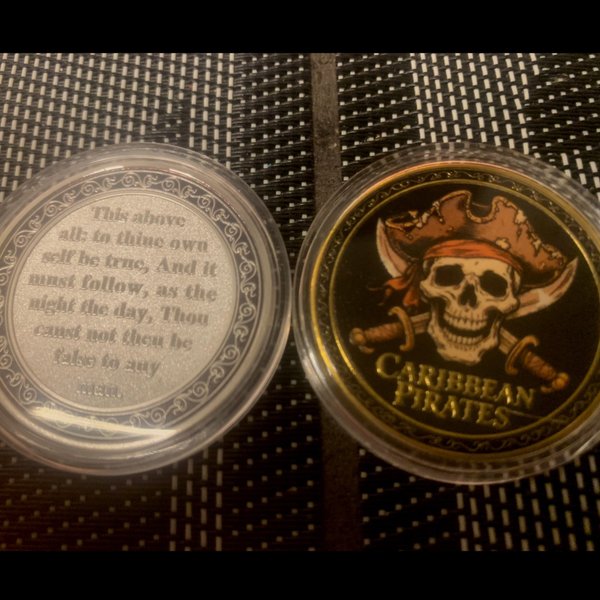 This above
all: to thine own
self be true, And it
must follow, as the
night the day, Thou
canst not then be
false to any
man.
CARIBBEAN
PIRATES